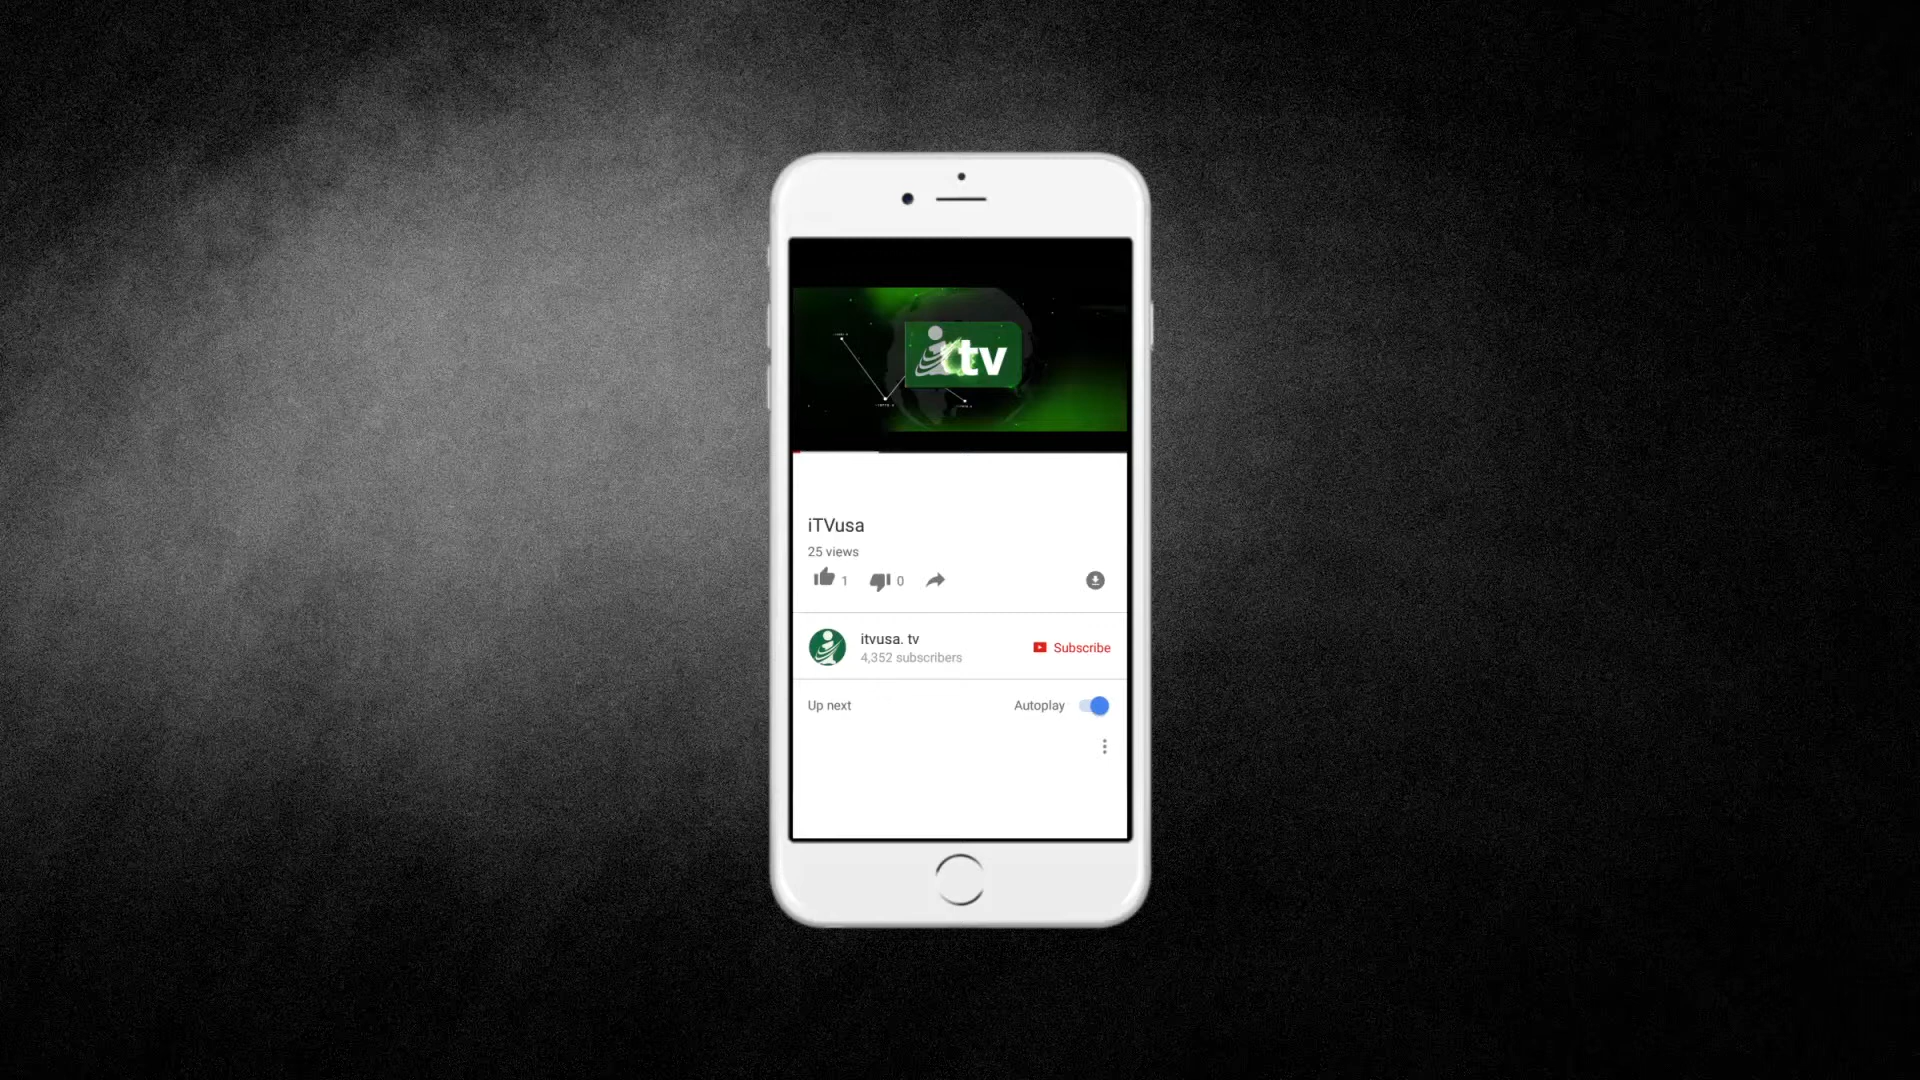 itv
iTVusa
25 views
1 0
itvusa. tv
Subscribe
4,352 subscribers
Up next
Autoplay